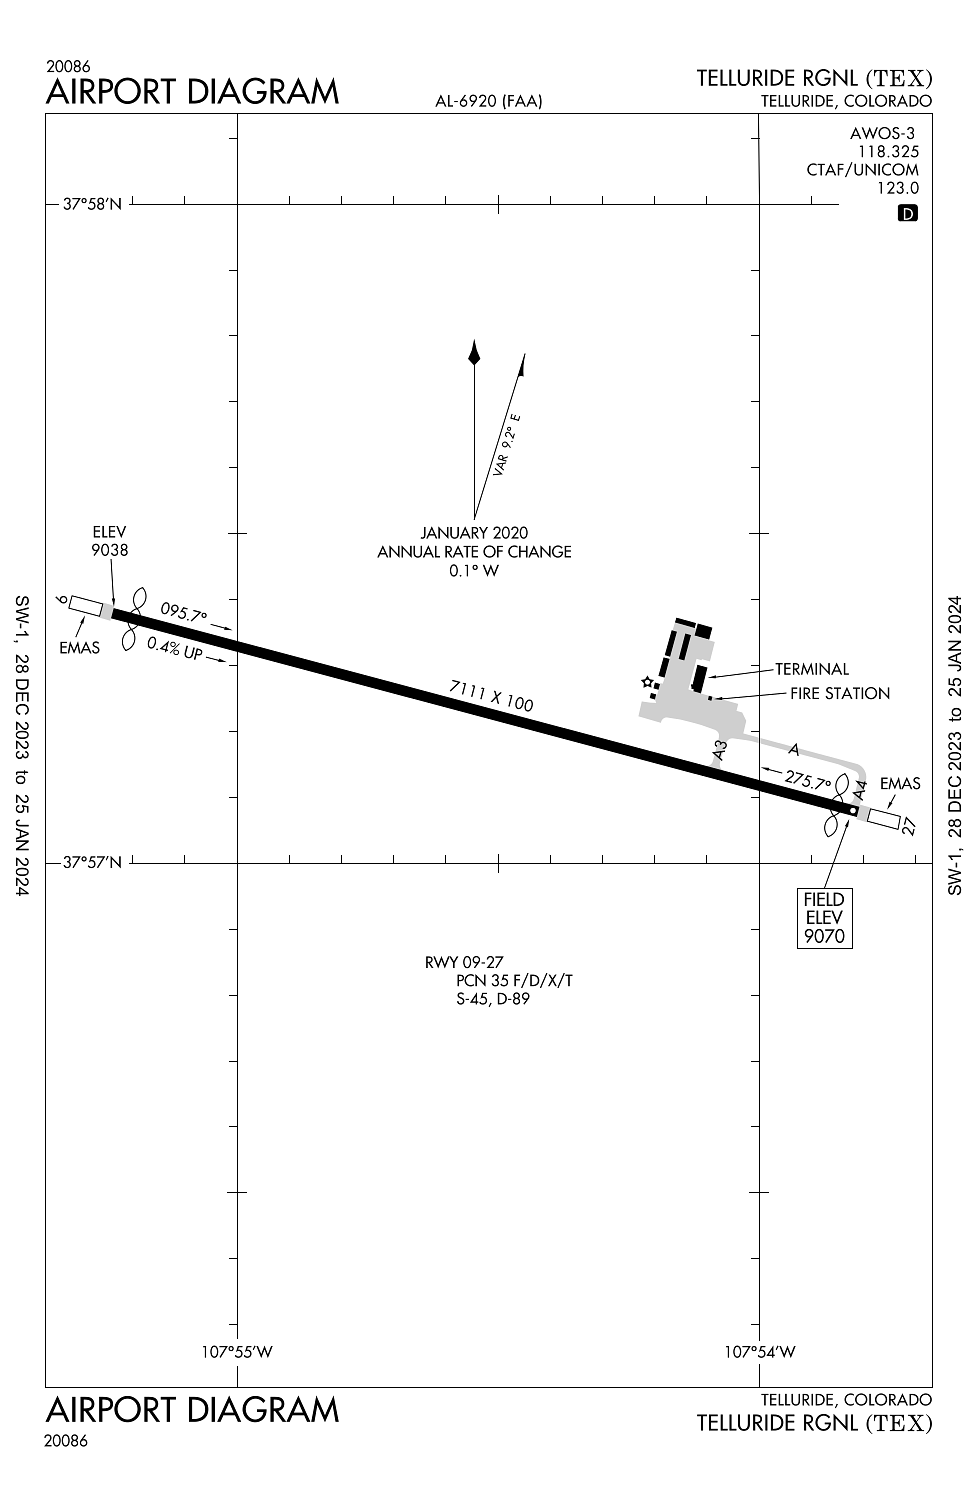 20086
AIRPORT DIAGRAM
AL-6920 (FAA)
TELLURIDE RGNL (TEX)
TELLURIDE, COLORADO
AWOS-3
118.325
CTAF/UNICOM
123.0
D
37°58'N
VAR 9.2° E
JANUARY 2020
ANNUAL RATE OF CHANGE
0.1° W
ELEV
9038
9
EMAS
095.7°
0.4% UP
7111 X 100
TERMINAL
FIRE STATION
A3
A
275.7°
A4
EMAS
27
37°57'N
FIELD
ELEV
9070
RWY 09-27
PCN 35 F/D/X/T
S-45, D-89
107°55'W
107°54'W
SW-1, 28 DEC 2023 to 25 JAN 2024
SW-1, 28 DEC 2023 to 25 JAN 2024
AIRPORT DIAGRAM
20086
TELLURIDE, COLORADO
TELLURIDE RGNL (TEX)